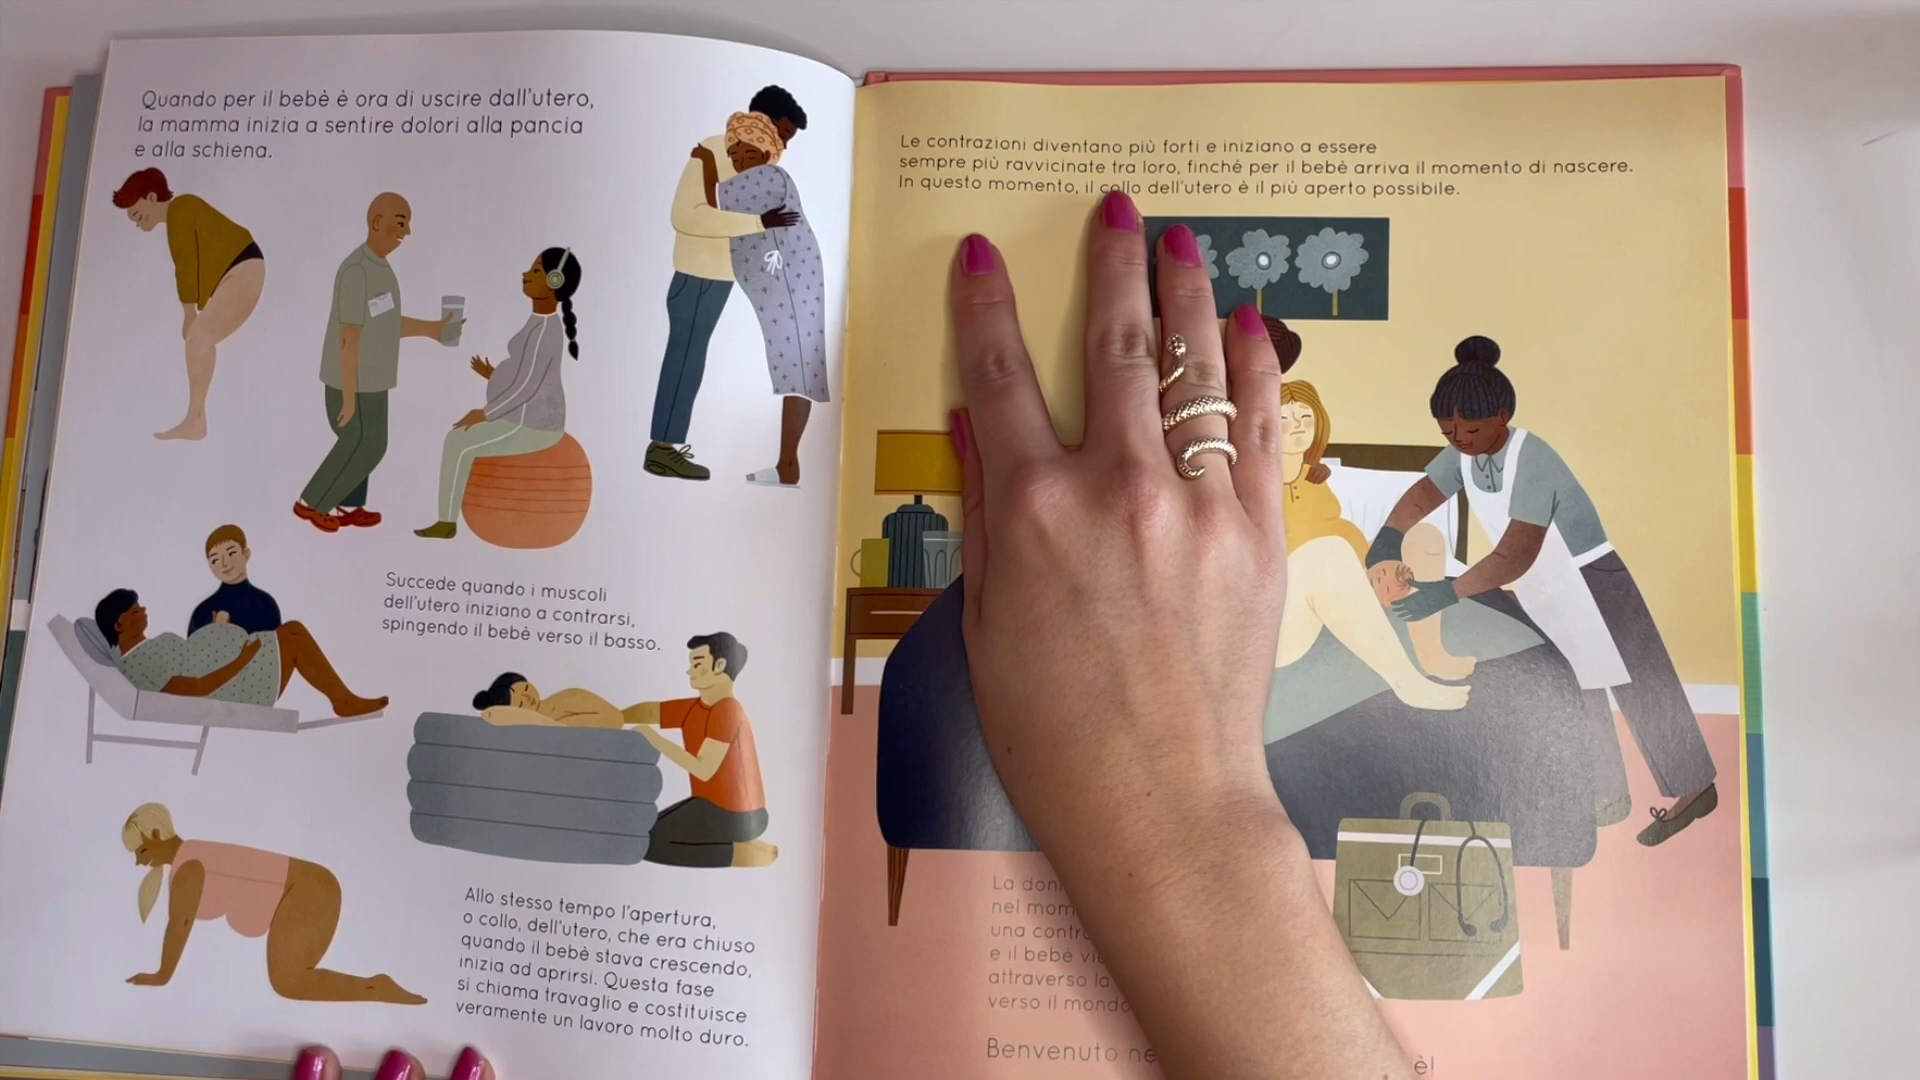 Quando per il bebè è ora di uscire dall'utero,
la mamma inizia a sentire dolori alla pancia
e alla schiena.
Succede quando i muscoli
dell'utero iniziano a contrarsi,
spingendo il bebè verso il basso.
Allo stesso tempo l'apertura,
o collo, dell'utero, che era chiuso
quando il bebè stava crescendo,
inizia ad aprirsi. Questa fase
si chiama travaglio e costituisce
veramente un lavoro molto duro.
Le contrazioni diventano più forti e iniziano a essere
sempre più ravvicinate tra loro, finché per il bebè arriva il momento di nascere.
In questo momento, il collo dell'utero è il più aperto possibile.
La
nel
una
e il bebè
attraverso la
verso il mondo
Benvenuto